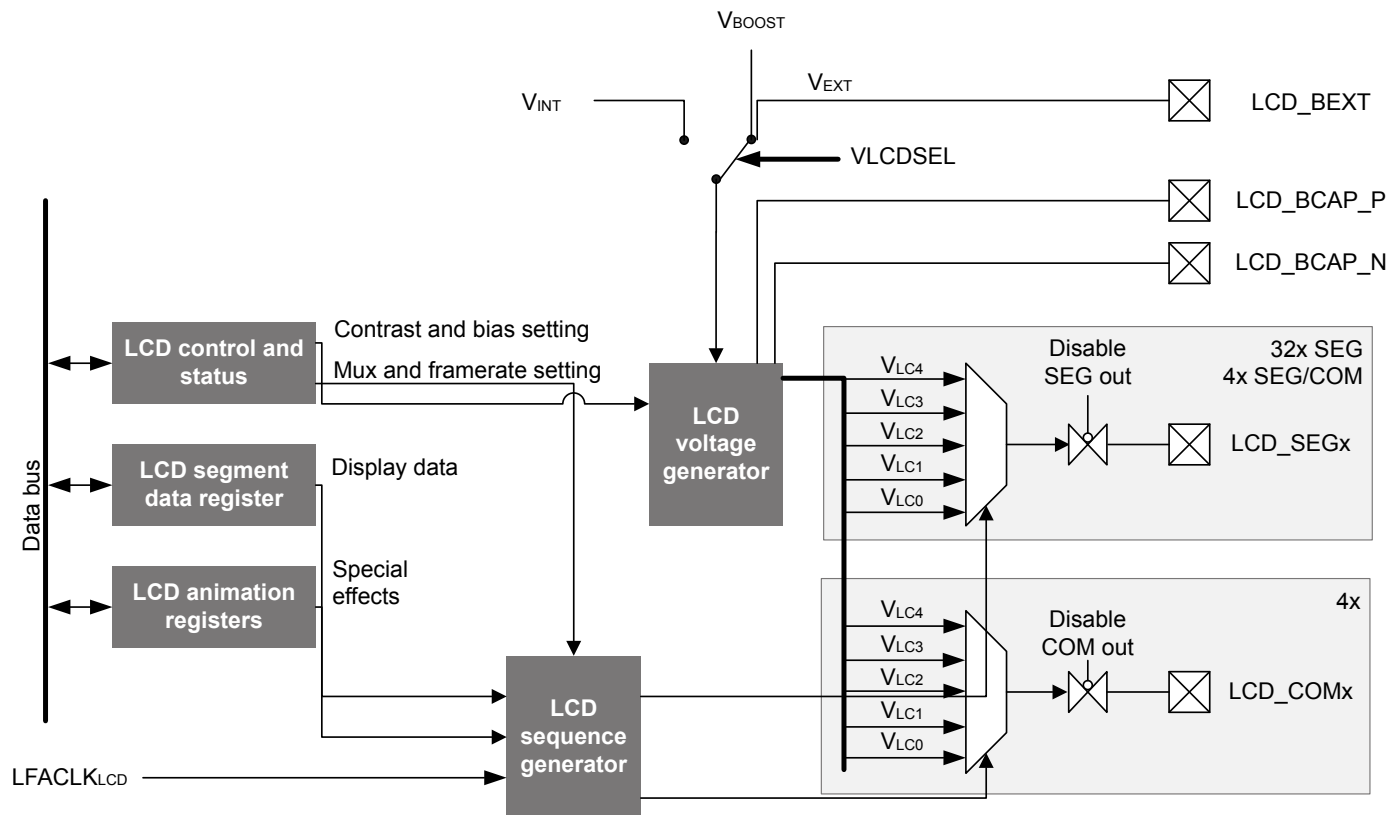 VBOOST
VINT
VEXT
LCD_BEXT
VLCDSEL
LCD_BCAP_P
LCD_BCAP_N
Data bus
LCD control and
status
Contrast and bias setting
Mux and framerate setting
LCD segment
data register
Display data
LCD animation
registers
Special
effects
LFACLKLCD
LCD
voltage
generator
LCD
sequence
generator
32x SEG
4x SEG/COM
Disable
SEG out
VLC4
VLC3
VLC2
VLC1
VLC0
LCD_SEGx
4x
Disable
COM out
VLC4
VLC3
VLC2
VLC1
VLC0
LCD_COMx